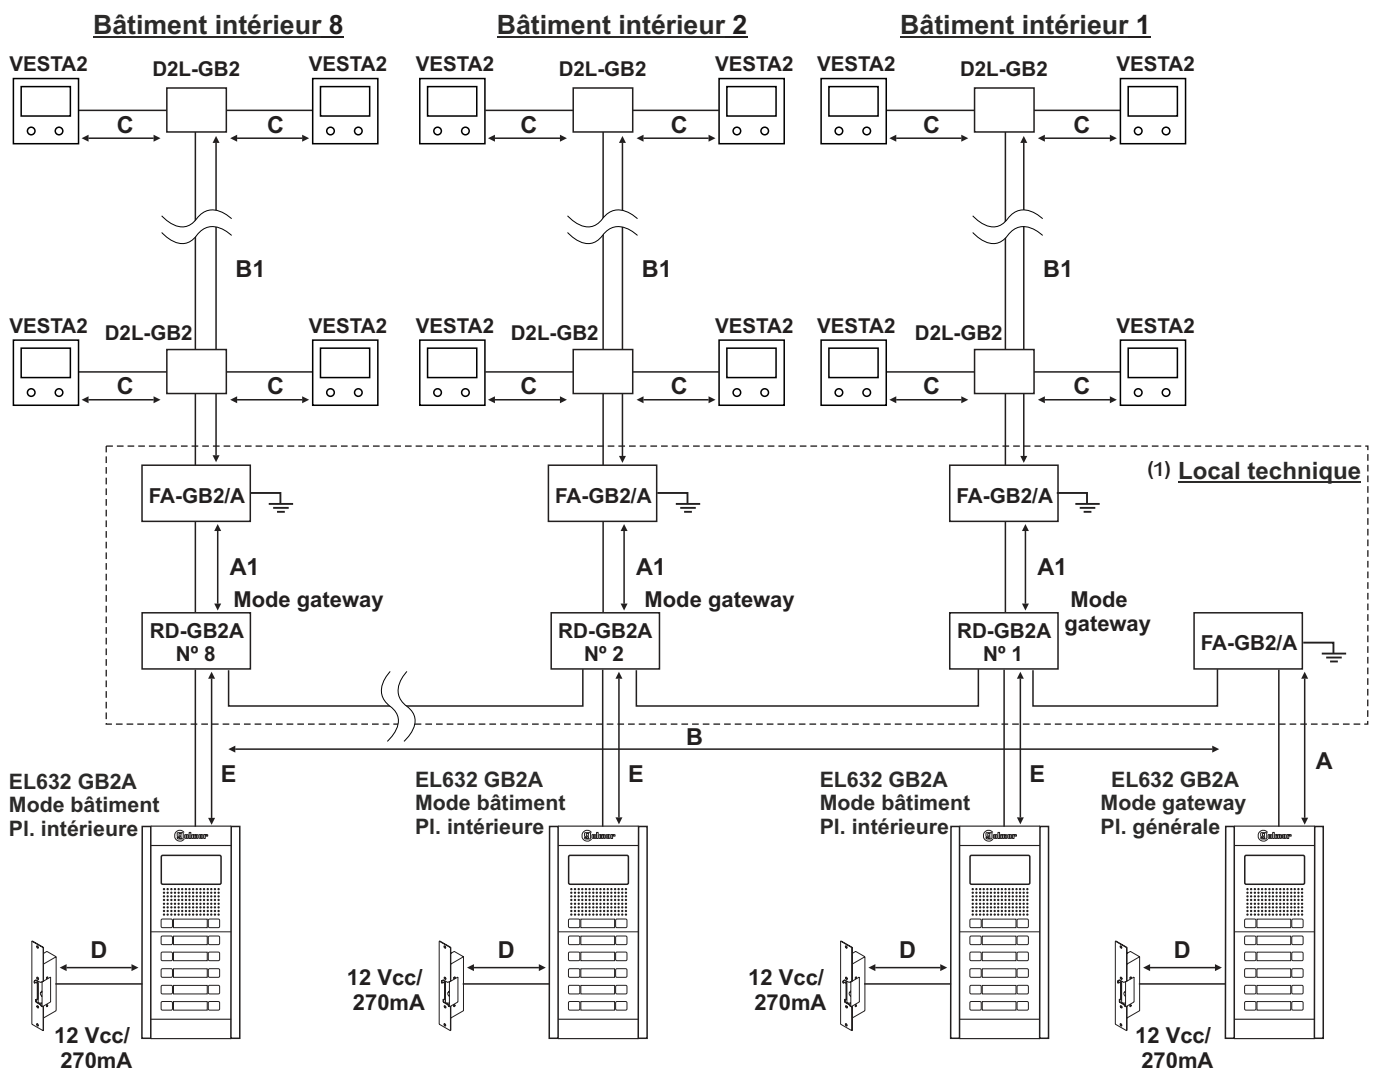 Bâtiment intérieur 8
Bâtiment intérieur 2
Bâtiment intérieur 1
VESTA2
D2L-GB2
VESTA2
VESTA2
D2L-GB2
VESTA2
VESTA2
D2L-GB2
VESTA2
C
C
C
C
C
C
B1
B1
B1
VESTA2
D2L-GB2
VESTA2
VESTA2
D2L-GB2
VESTA2
VESTA2
D2L-GB2
VESTA2
C
C
C
C
C
C
(1) Local technique
FA-GB2/A
FA-GB2/A
FA-GB2/A
A1
A1
A1
Mode gateway
Mode gateway
Mode
gateway
RD-GB2A
Nº 8
RD-GB2A
Nº 2
RD-GB2A
Nº 1
FA-GB2/A
B
E
E
E
A
EL632 GB2A
Mode bâtiment
Pl. intérieure
EL632 GB2A
Mode bâtiment
Pl. intérieure
EL632 GB2A
Mode bâtiment
Pl. intérieure
EL632 GB2A
Mode gateway
Pl. générale
Golmar
Golmar
Golmar
Golmar
D
D
D
D
12 Vcc/
270mA
12 Vcc/
270mA
12 Vcc/
270mA
12 Vcc/
270mA